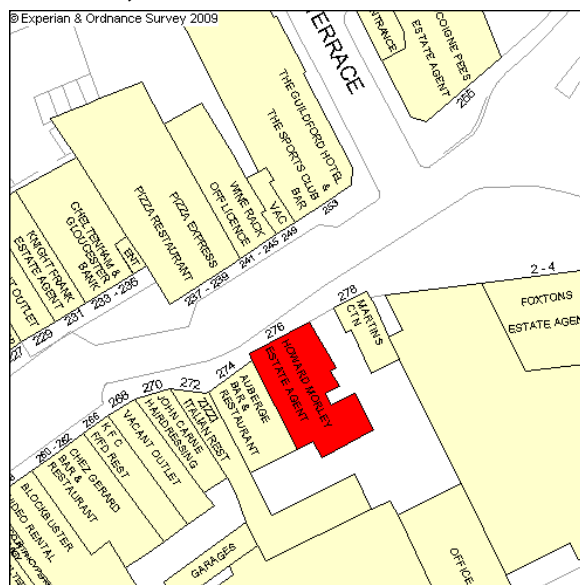 © Experian & Ordnance Survey 2009
TERRACE
ENTRANCE
COIGNE PEES
ESTATE AGENT
255
THE GUILDFORD HOTEL
&
THE SPORTS CLUB
BAR
253
VAC
249
WINE RACK
OFF LICENCE
241 - 245
PIZZA EXPRESS
PIZZA RESTAURANT
237 - 239
ENT
CHELTENHAM &
GLOUCESTER
BANK
233 - 235
KNIGHT FRANK
ESTATE AGENT
231
229
T OUTLET
227
2 - 4
FOXTONS
ESTATE AGEN
278
MARTINS
CTN
276
HOWARD MORLEY
ESTATE AGENT
274
AUBERGE
BAR &
RESTAURANT
272
ZIZZI
ITALIAN REST
270
JOHN CARNE
HAIRDRESSING
268
VACANT OUTLET
266
K F C
F/FD REST
260 - 262
CHEZ GERARD
BAR &
RESTAURANT
BLOCKBUSTER
VIDEO RENTAL
GARAGES
OFFICE